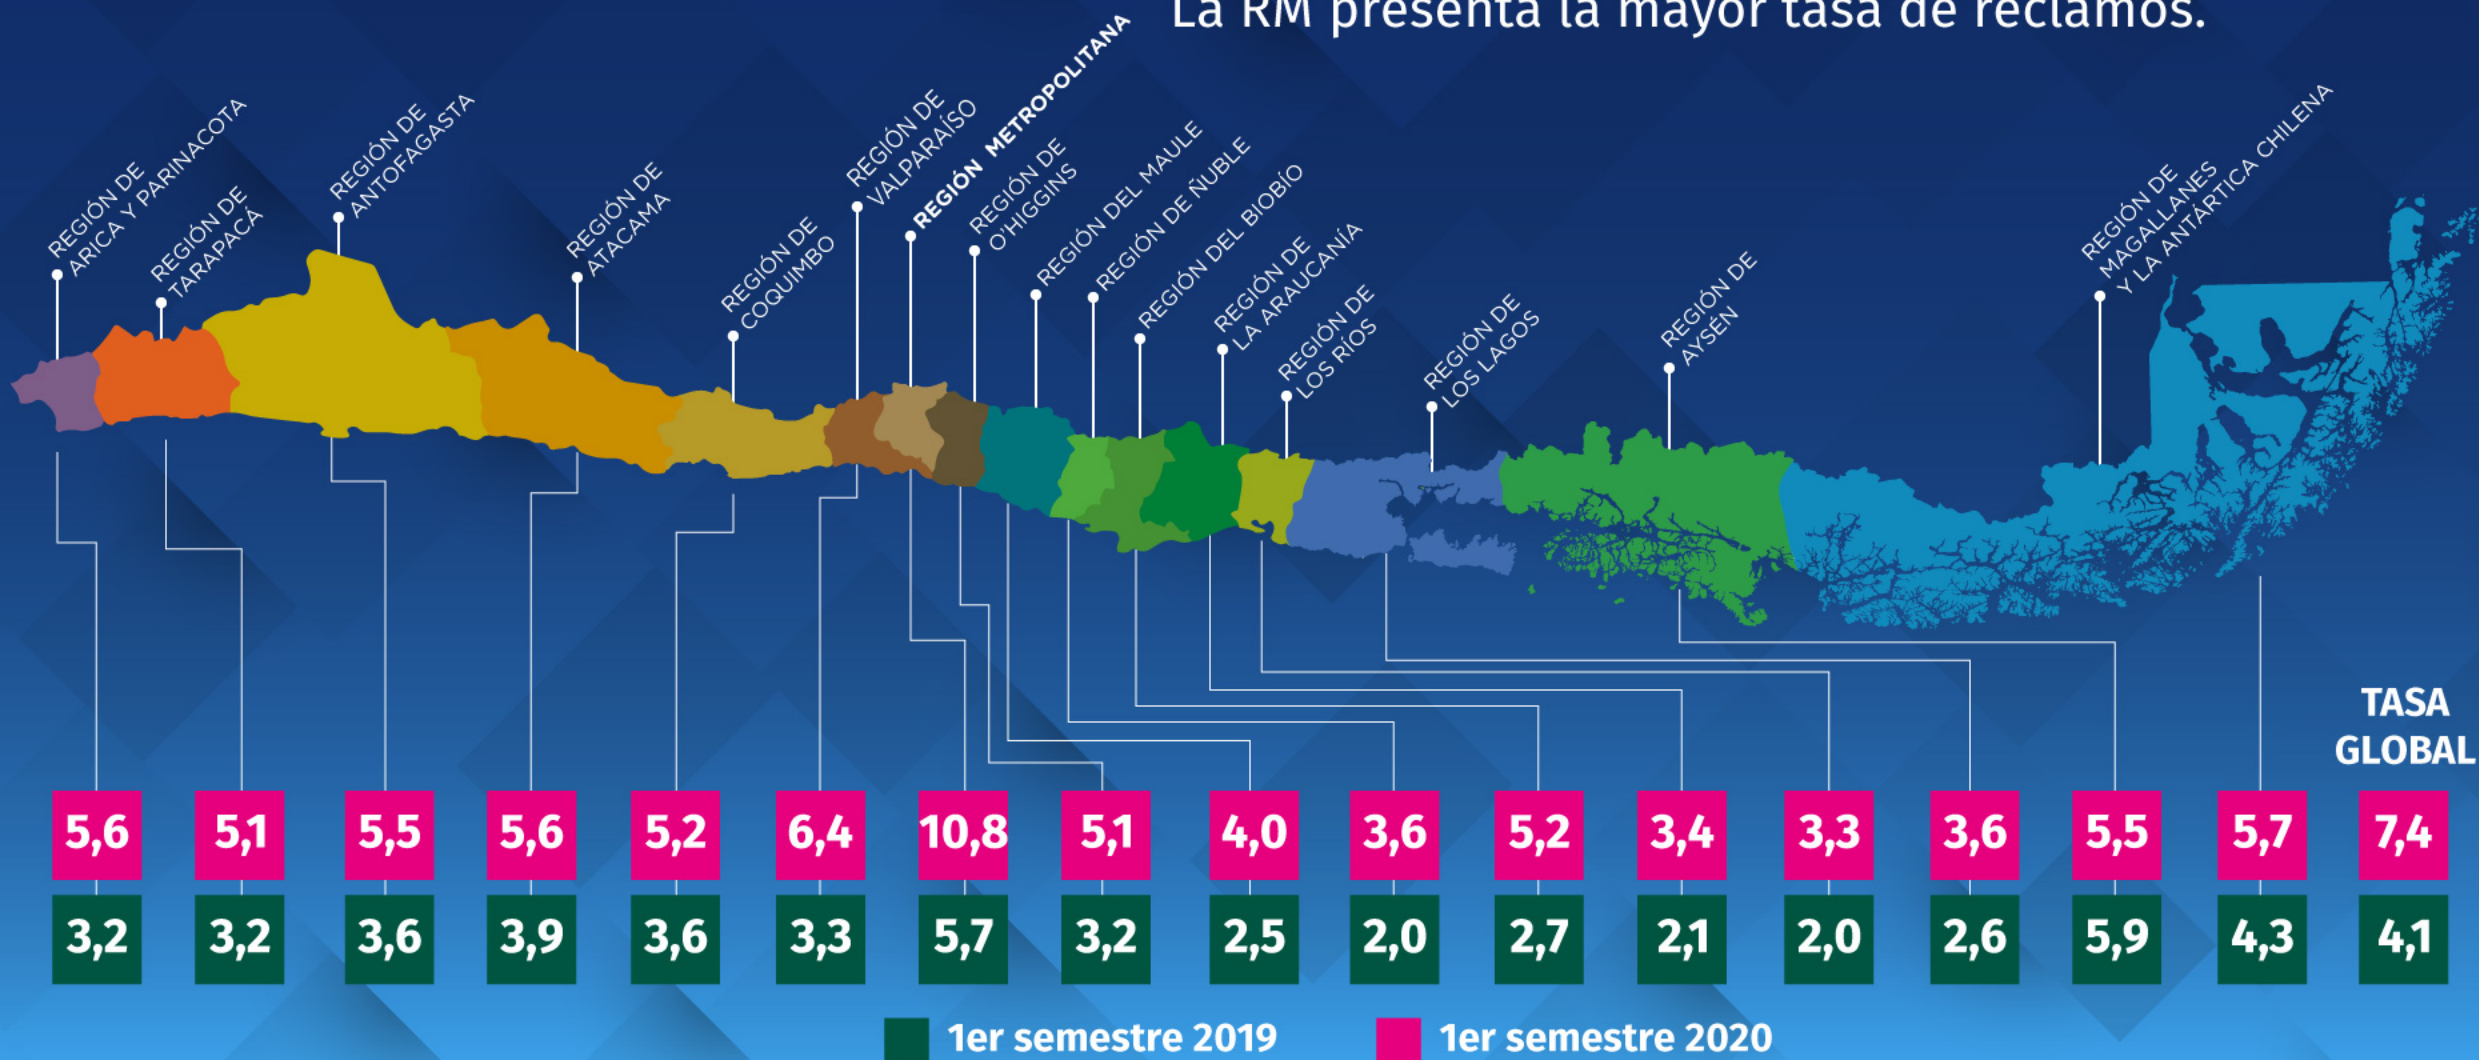 La RM presenta la mayor tasa de reclamos.
REGIÓN DE
ARICA Y PARINACOTA
REGIÓN DE
TARAPACÁ
REGIÓN DE
ANTOFAGASTA
REGIÓN DE
ATACAMA
REGIÓN DE
COQUIMBO
REGIÓN DE
VALPARAÍSO
REGIÓN METROPOLITANA
REGIÓN DE
O'HIGGINS
REGIÓN DEL MAULE
REGIÓN DE ÑUBLE
REGIÓN DEL BIOBÍO
REGIÓN DE
LA ARAUCANÍA
REGIÓN DE
LOS RÍOS
REGIÓN DE
LOS LAGOS
REGIÓN DE
AYSÉN
REGIÓN DE
MAGALLANES
Y LA ANTÁRTICA CHILENA
TASA
GLOBAL
5,6 5,1 5,5 5,6 5,2 6,4 10,8 5,1 4,0 3,6 5,2 3,4 3,3 3,6 5,5 5,7 7,4
3,2 3,2 3,6 3,9 3,6 3,3 5,7 3,2 2,5 2,0 2,7 2,1 2,0 2,6 5,9 4,3 4,1
1er semestre 2019 1er semestre 2020